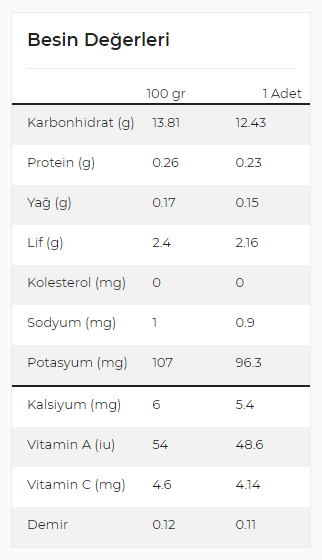 Besin Değerleri
100 gr 1 Adet
Karbonhidrat (g) 13.81 12.43
Protein (g) 0.26 0.23
Yağ (g) 0.17 0.15
Lif (g) 2.4 2.16
Kolesterol (mg) 0 0
Sodyum (mg) 1 0.9
Potasyum (mg) 107 96.3
Kalsiyum (mg) 6 5.4
Vitamin A (iu) 54 48.6
Vitamin C (mg) 4.6 4.14
Demir 0.12 0.11